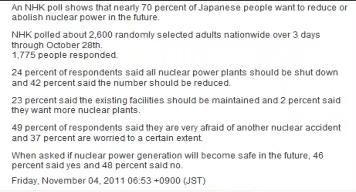 An NHK poll shows that nearly 70 percent of Japanese people want to reduce or
abolish nuclear power in the future.
NHK polled about 2,600 randomly selected adults nationwide over 3 days
through October 28th.
1,775 people responded.
24 percent of respondents said all nuclear power plants should be shut down
and 42 percent said the number should be reduced.
23 percent said the existing facilities should be maintained and 2 percent said
they want more nuclear plants.
49 percent of respondents said they are very afraid of another nuclear accident
and 37 percent are worried to a certain extent.
When asked if nuclear power generation will become safe in the future, 46
percent said yes and 48 percent said no.
Friday, November 04, 2011 06:53 +0900 (JST)